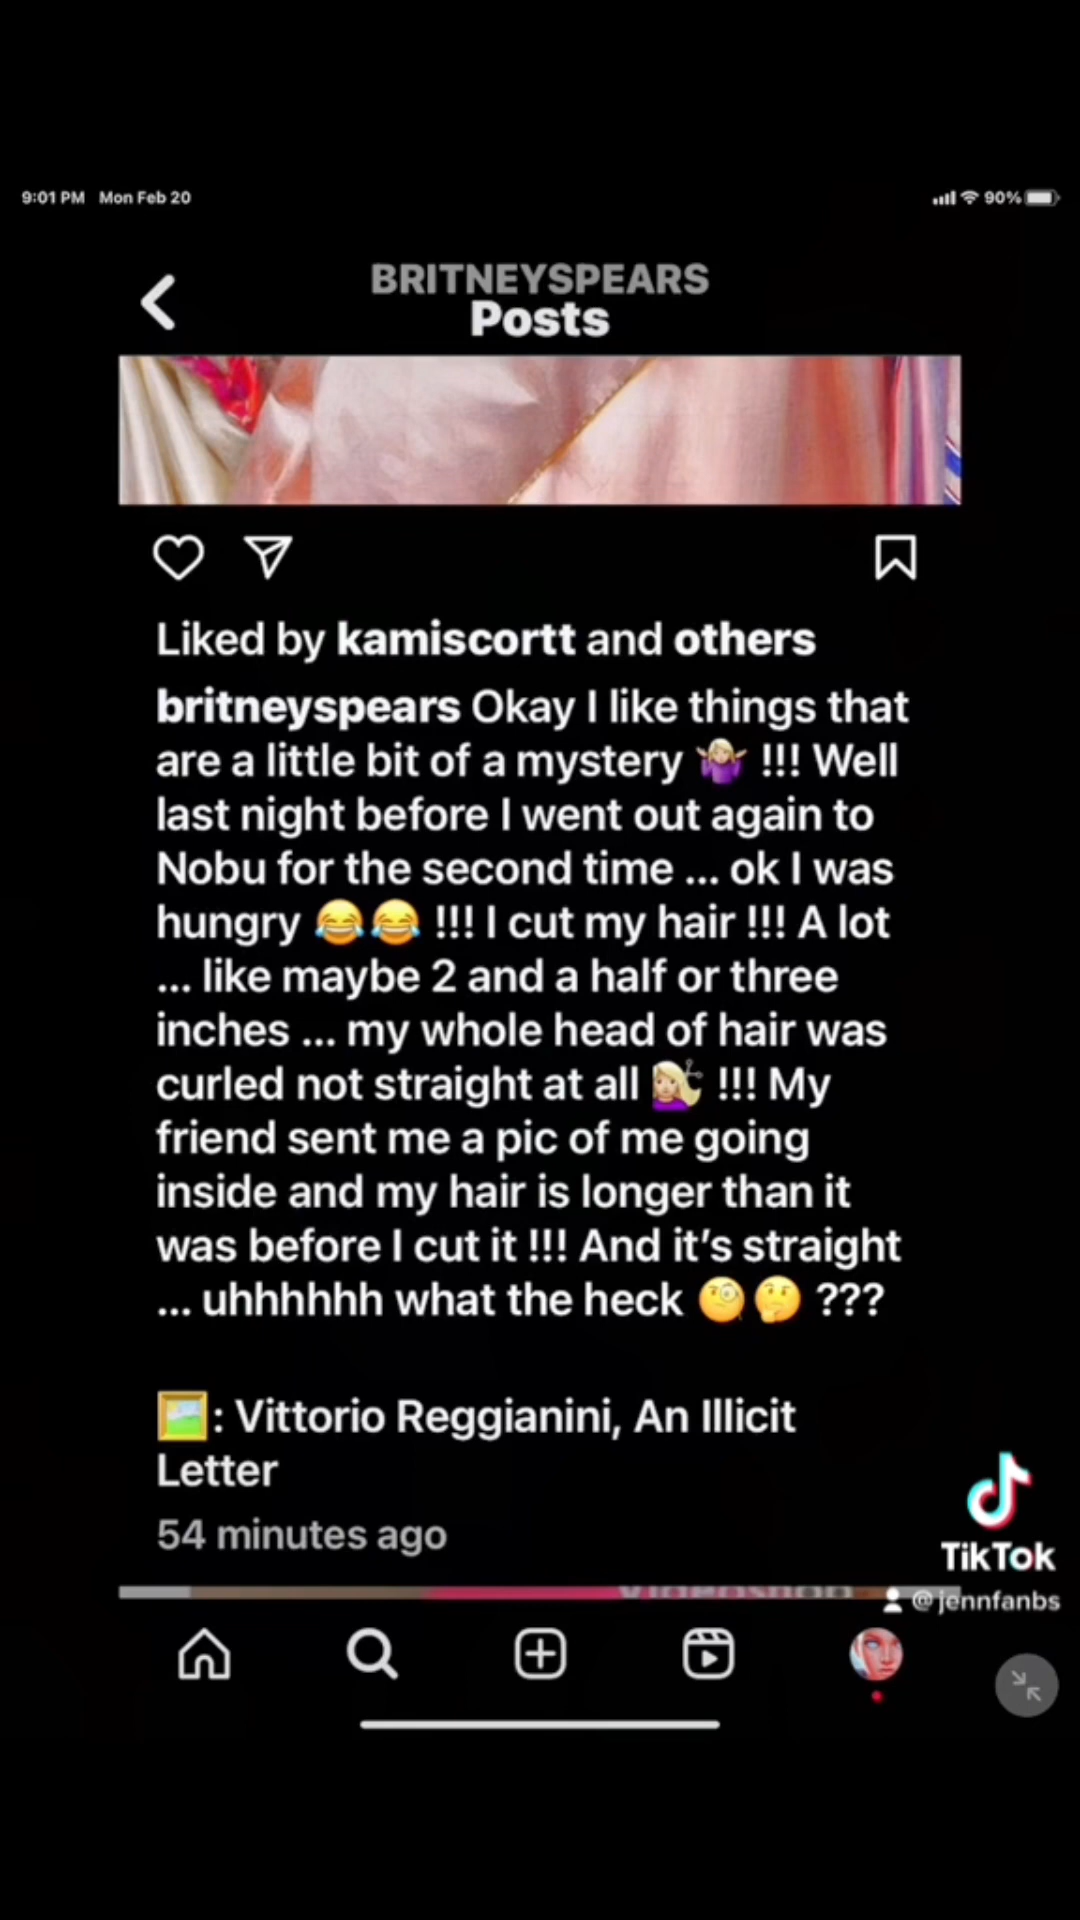 9:01 PM Mon Feb 20
90%
BRITNEYSPEARS
Posts
Liked by kamiscortt and others
britneyspears Okay I like things that
are a little bit of a mystery 🤷🏼‍♀️ !!! Well
last night before I went out again to
Nobu for the second time ... ok I was
hungry 😂😂 !!! I cut my hair !!! A lot
... like maybe 2 and a half or three
inches ... my whole head of hair was
curled not straight at all 💇🏼‍♀️ !!! My
friend sent me a pic of me going
inside and my hair is longer than it
was before I cut it !!! And it’s straight
... uhhhhhh what the heck 🧐🤔 ???
🖼️: Vittorio Reggianini, An Illicit
Letter
54 minutes ago
TikTok
@jennfanbs